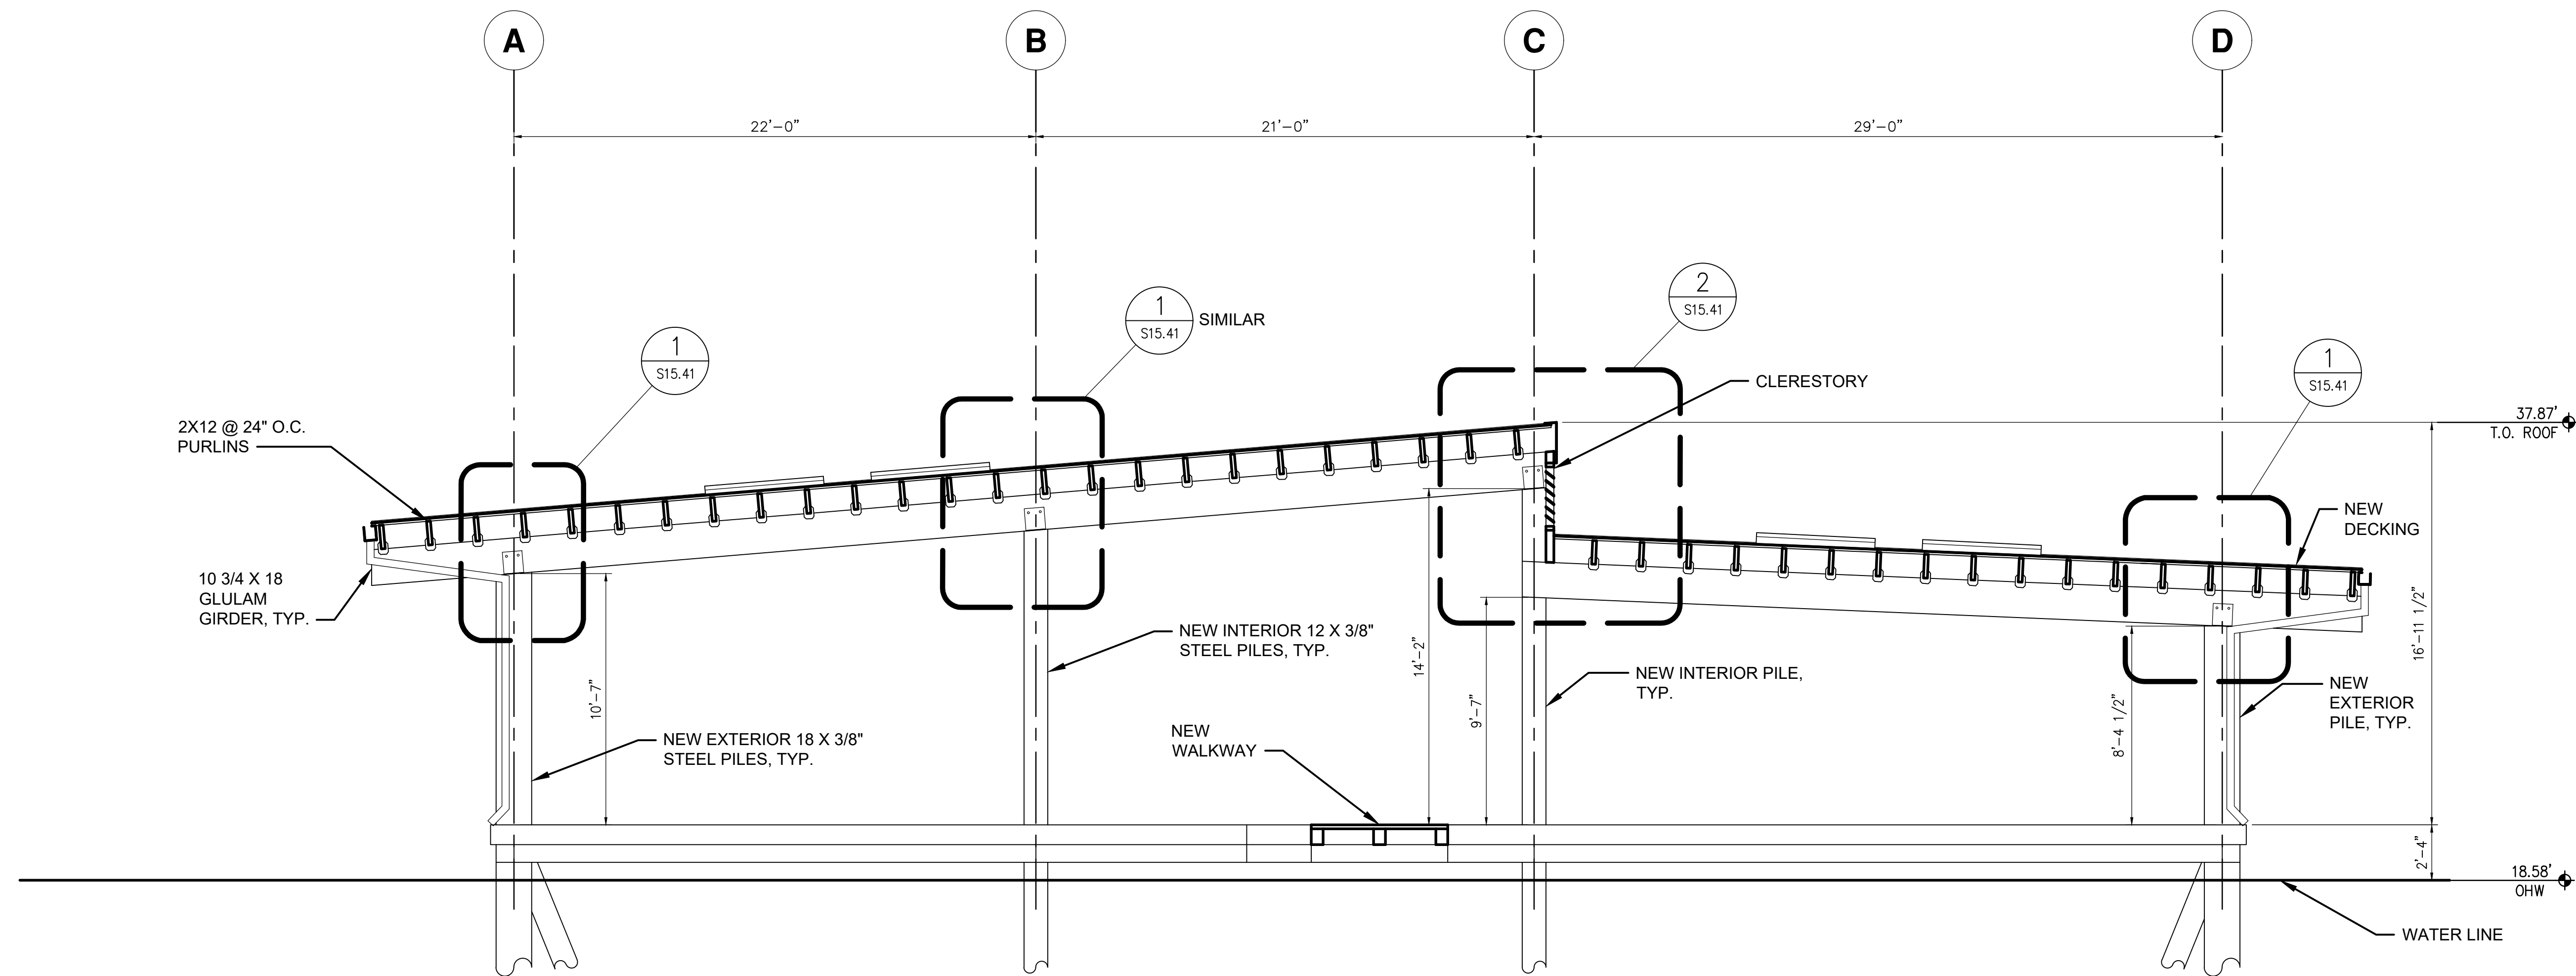 A
B
C
D
22'-0"
21'-0"
29'-0"
1
S15.41
1
S15.41
SIMILAR
2
S15.41
1
S15.41
CLERESTORY
37.87'
T.O. ROOF
2X12 @ 24" O.C.
PURLINS
NEW
DECKING
10 3/4 X 18
GLULAM
GIRDER, TYP.
16'-11 1/2"
NEW INTERIOR 12 X 3/8"
STEEL PILES, TYP.
14'-2"
NEW INTERIOR PILE,
TYP.
NEW
EXTERIOR
PILE, TYP.
10'-7"
9'-7"
8'-4 1/2"
NEW EXTERIOR 18 X 3/8"
STEEL PILES, TYP.
NEW
WALKWAY
2'-4"
18.58'
OHW
WATER LINE